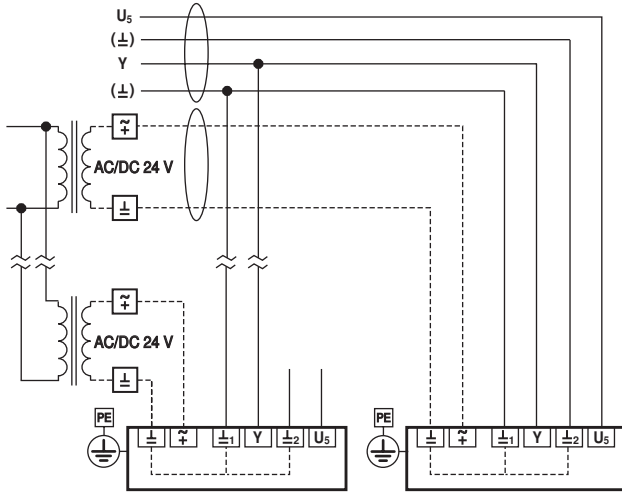 U₅
(⊥)
Y
(⊥)
≂+
AC/DC 24 V
⊥
≂+
AC/DC 24 V
⊥
PE
⊥ ≂+ ⊥1 Y ⊥2 U₅
PE
⊥ ≂+ ⊥1 Y ⊥2 U₅